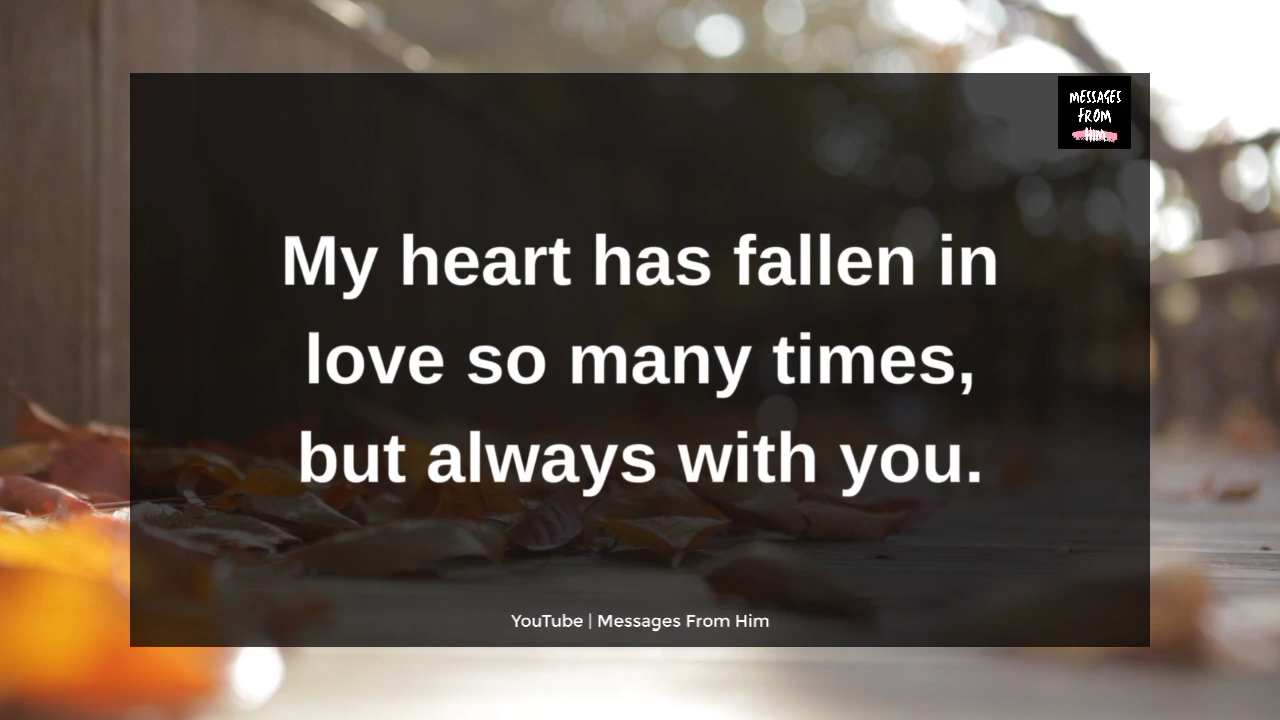 MESSAGES
FROM
Him
My heart has fallen in
love so many times,
but always with you.
YouTube | Messages From Him